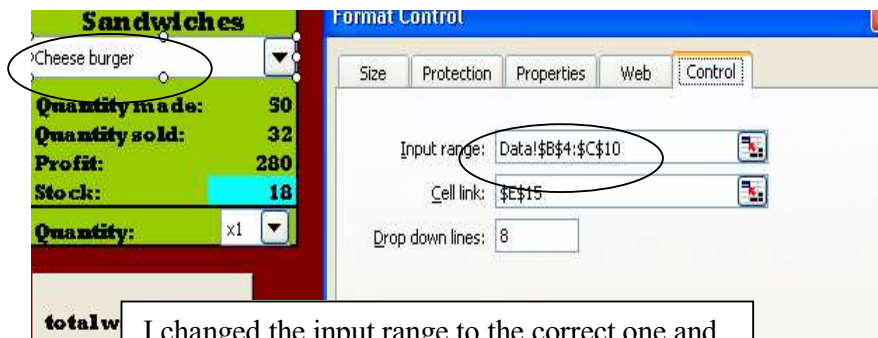 Sandwiches
Cheese burger
Quantity made: 50
Quantity sold: 32
Profit: 280
Stock: 18
Quantity: x1
Format Control
Size Protection Properties Web Control
Input range: Data!$B$4:$C$10
Cell link: $E$15
Drop down lines: 8
total
I changed the input range to the correct one and